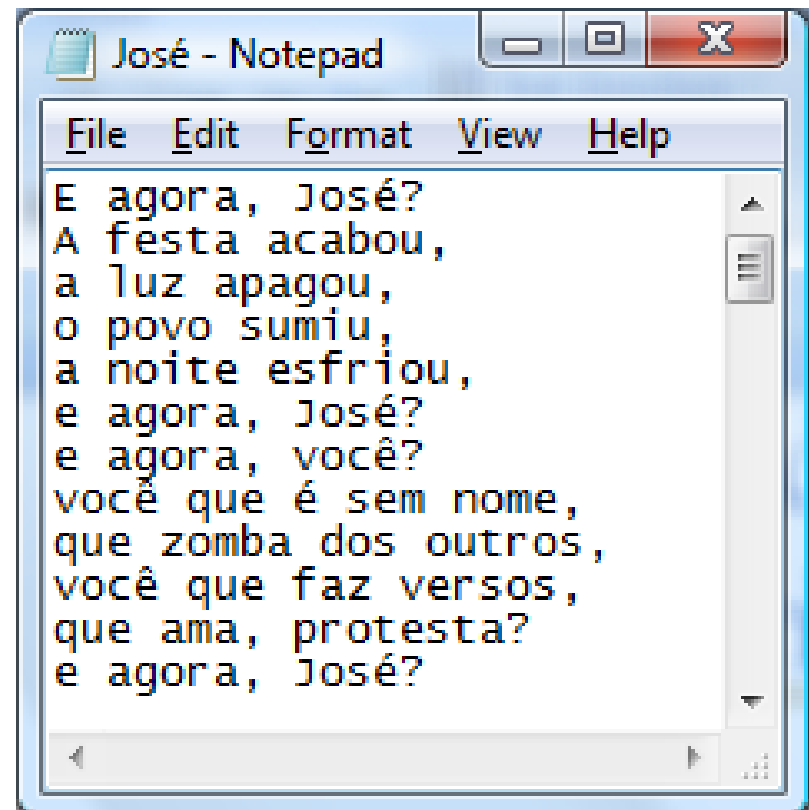 José - Notepad
File Edit Format View Help
E agora, José?
A festa acabou,
a luz apagou,
o povo sumiu,
a noite esfriou,
e agora, José?
e agora, você?
você que é sem nome,
que zomba dos outros,
você que faz versos,
que ama, protesta?
e agora, José?